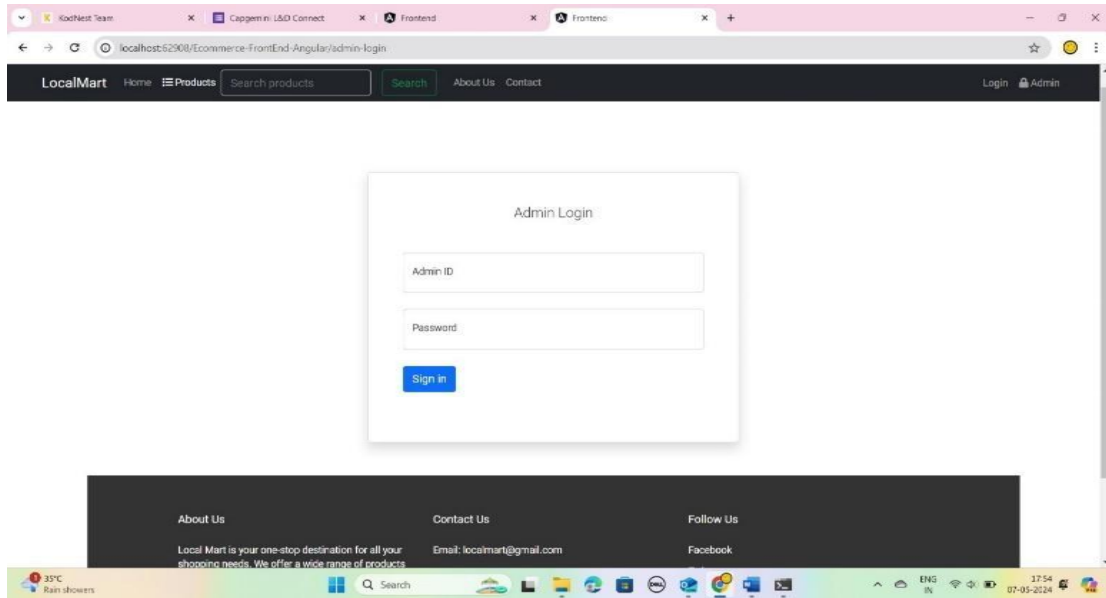 KodNest Team
Capgemini L&D Connect
Frontend
Frontend
localhost:62908/Ecommerce-FrontEnd-Angular/admin-login
LocalMart Home Products Search products Search About Us Contact Login Admin
Admin Login
Admin ID
Password
Sign in
About Us
Local Mart is your one-stop destination for all your
shopping needs. We offer a wide range of products
Contact Us
Email: localmart@gmail.com
Follow Us
Facebook
1
35°C
Rain showers
Search
DELL
ENG
IN
17:54
07-05-2024